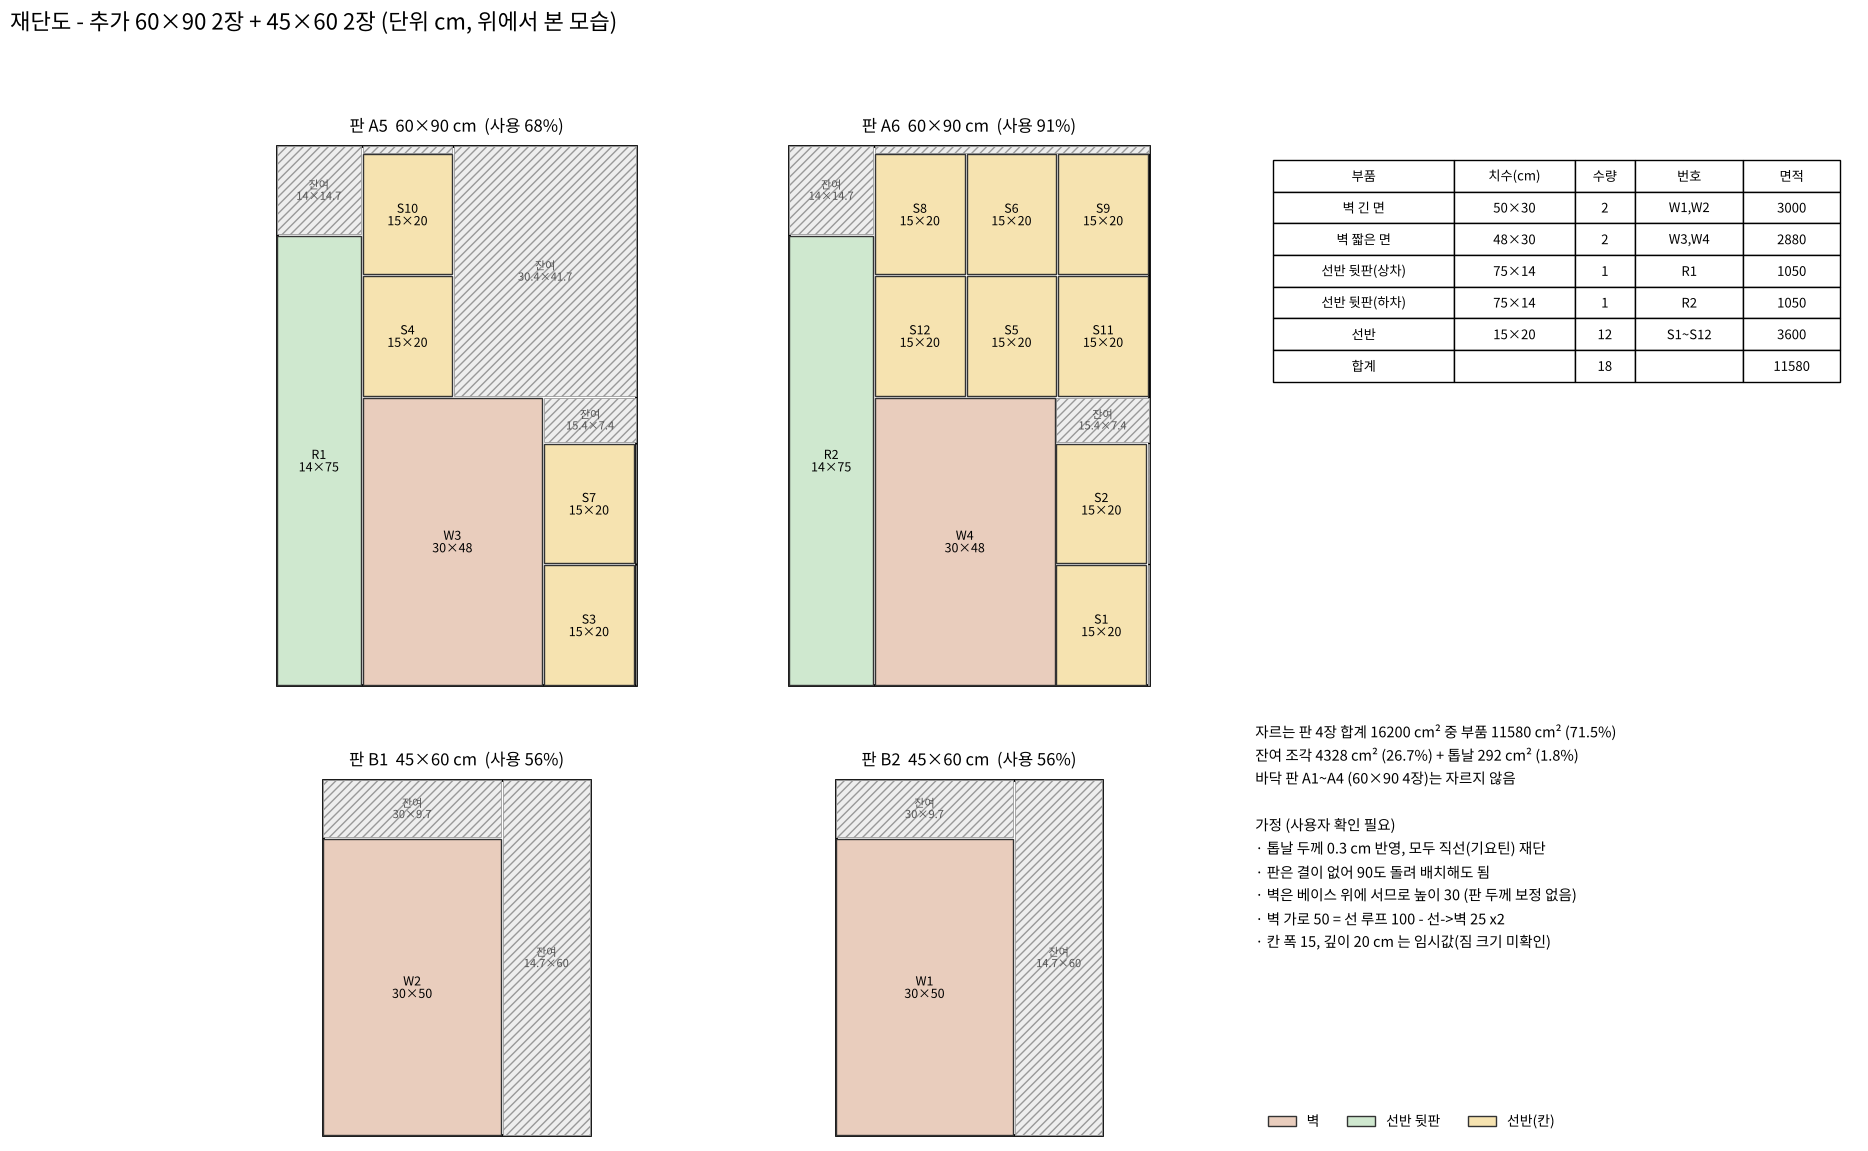 재단도 - 추가 60×90 2장 + 45×60 2장 (단위 cm, 위에서 본 모습)
판 A5 60×90 cm (사용 68%)
잔여
14×14.7
S10
15×20
잔여
30.4×41.7
S4
15×20
잔여
15.4×7.4
R1
14×75
S7
15×20
W3
30×48
S3
15×20
판 A6 60×90 cm (사용 91%)
잔여
14×14.7
S8
15×20
S6
15×20
S9
15×20
S12
15×20
S5
15×20
S11
15×20
잔여
15.4×7.4
R2
14×75
S2
15×20
W4
30×48
S1
15×20
부품 치수(cm) 수량 번호 면적
벽 긴 면 50×30 2 W1,W2 3000
벽 짧은 면 48×30 2 W3,W4 2880
선반 뒷판(상차) 75×14 1 R1 1050
선반 뒷판(하차) 75×14 1 R2 1050
선반 15×20 12 S1~S12 3600
합계 18 11580
판 B1 45×60 cm (사용 56%)
잔여
30×9.7
잔여
14.7×60
W2
30×50
판 B2 45×60 cm (사용 56%)
잔여
30×9.7
잔여
14.7×60
W1
30×50
자르는 판 4장 합계 16200 cm² 중 부품 11580 cm² (71.5%)
잔여 조각 4328 cm² (26.7%) + 톱날 292 cm² (1.8%)
바닥 판 A1~A4 (60×90 4장)는 자르지 않음
가정 (사용자 확인 필요)
· 톱날 두께 0.3 cm 반영, 모두 직선(기요틴) 재단
· 판은 결이 없어 90도 돌려 배치해도 됨
· 벽은 베이스 위에 서므로 높이 30 (판 두께 보정 없음)
· 벽 가로 50 = 선 루프 100 - 선->벽 25 x2
· 칸 폭 15, 깊이 20 cm 는 임시값(짐 크기 미확인)
벽 선반 뒷판 선반(칸)